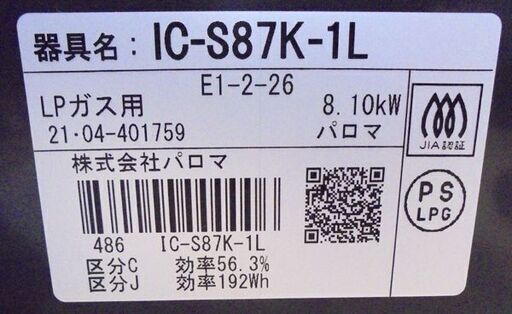 器具名：IC-S87K-1L
E1-2-26
LPガス用 8.10kW
21･04-401759 パロマ
JIA認証
株式会社パロマ
PS
LPG
486 IC-S87K-1L
区分C 効率56.3%
区分J 効率192Wh